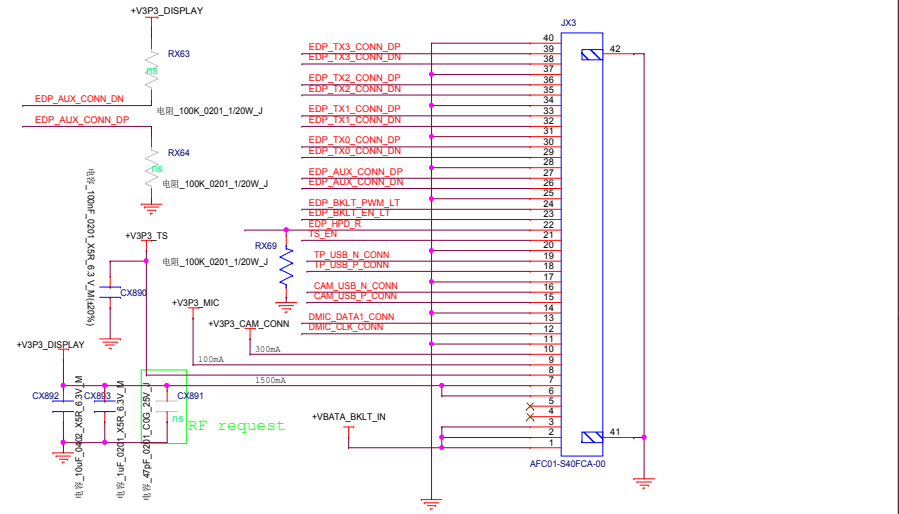 +V3P3_DISPLAY
RX63
ns
EDP_AUX_CONN_DN
电阻_100K_0201_1/20W_J
EDP_AUX_CONN_DP
RX64
ns
电阻_100K_0201_1/20W_J
电容_100nF_0201_X5R_6.3 V_M(±20%)
+V3P3_TS
CX890
电阻_100K_0201_1/20W_J
RX69
+V3P3_MIC
+V3P3_CAM_CONN
300mA
100mA
1500mA
+V3P3_DISPLAY
CX892
电容_10uF_0402_X5R_6.3V_M
CX893
电容_1uF_0201_X5R_6.3V_M
CX891
ns
电容_47pF_0201_C0G_25V_J
RF request
+VBATA_BKLT_IN
EDP_TX3_CONN_DP
EDP_TX3_CONN_DN
EDP_TX2_CONN_DP
EDP_TX2_CONN_DN
EDP_TX1_CONN_DP
EDP_TX1_CONN_DN
EDP_TX0_CONN_DP
EDP_TX0_CONN_DN
EDP_AUX_CONN_DP
EDP_AUX_CONN_DN
EDP_BKLT_PWM_LT
EDP_BKLT_EN_LT
EDP_HPD_R
TS_EN
TP_USB_N_CONN
TP_USB_P_CONN
CAM_USB_N_CONN
CAM_USB_P_CONN
DMIC_DATA1_CONN
DMIC_CLK_CONN
JX3
40
39
38
37
36
35
34
33
32
31
30
29
28
27
26
25
24
23
22
21
20
19
18
17
16
15
14
13
12
11
10
9
8
7
6
5
4
3
2
1
42
41
AFC01-S40FCA-00